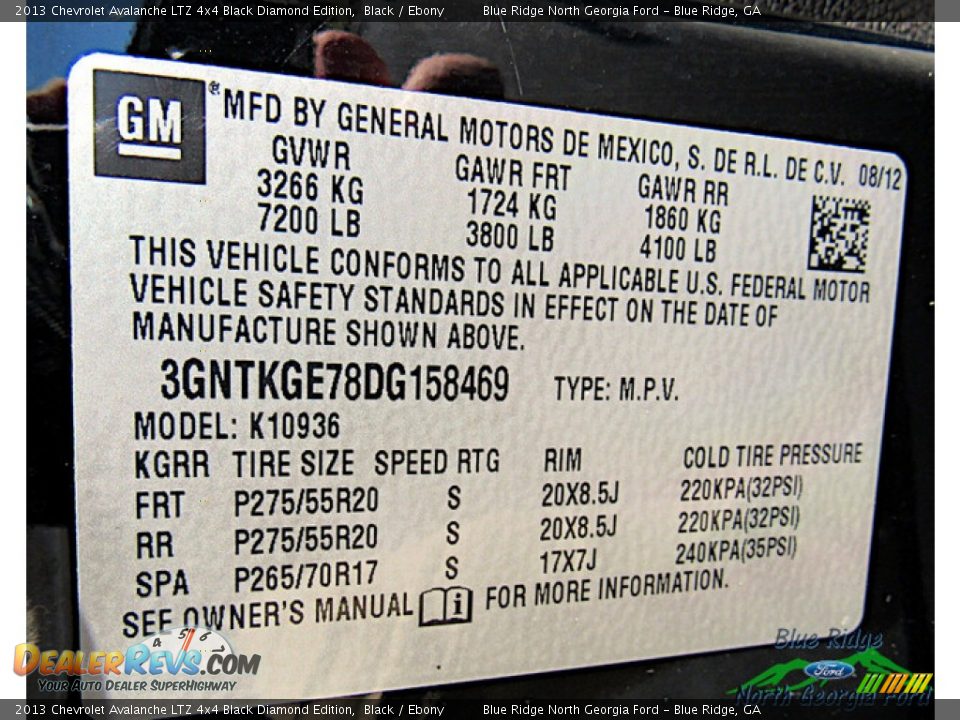 2013 Chevrolet Avalanche LTZ 4x4 Black Diamond Edition, Black / Ebony Blue Ridge North Georgia Ford - Blue Ridge, GA
GM ® MFD BY GENERAL MOTORS DE MEXICO, S. DE R.L. DE C.V. 08/12
GVWR GAWR FRT GAWR RR
3266 KG 1724 KG 1860 KG
7200 LB 3800 LB 4100 LB
THIS VEHICLE CONFORMS TO ALL APPLICABLE U.S. FEDERAL MOTOR
VEHICLE SAFETY STANDARDS IN EFFECT ON THE DATE OF
MANUFACTURE SHOWN ABOVE.
3GNTKGE78DG158469 TYPE: M.P.V.
MODEL: K10936
KGRR TIRE SIZE SPEED RTG RIM COLD TIRE PRESSURE
FRT P275/55R20 S 20X8.5J 220KPA(32PSI)
RR P275/55R20 S 20X8.5J 220KPA(32PSI)
SPA P265/70R17 S 17X7J 240KPA(35PSI)
SEE OWNER'S MANUAL i FOR MORE INFORMATION.
4 5 6
DEALERREVS.COM
YOUR AUTO DEALER SUPERHIGHWAY
Blue Ridge
Ford
North Georgia
2013 Chevrolet Avalanche LTZ 4x4 Black Diamond Edition, Black / Ebony Blue Ridge North Georgia Ford - Blue Ridge, GA